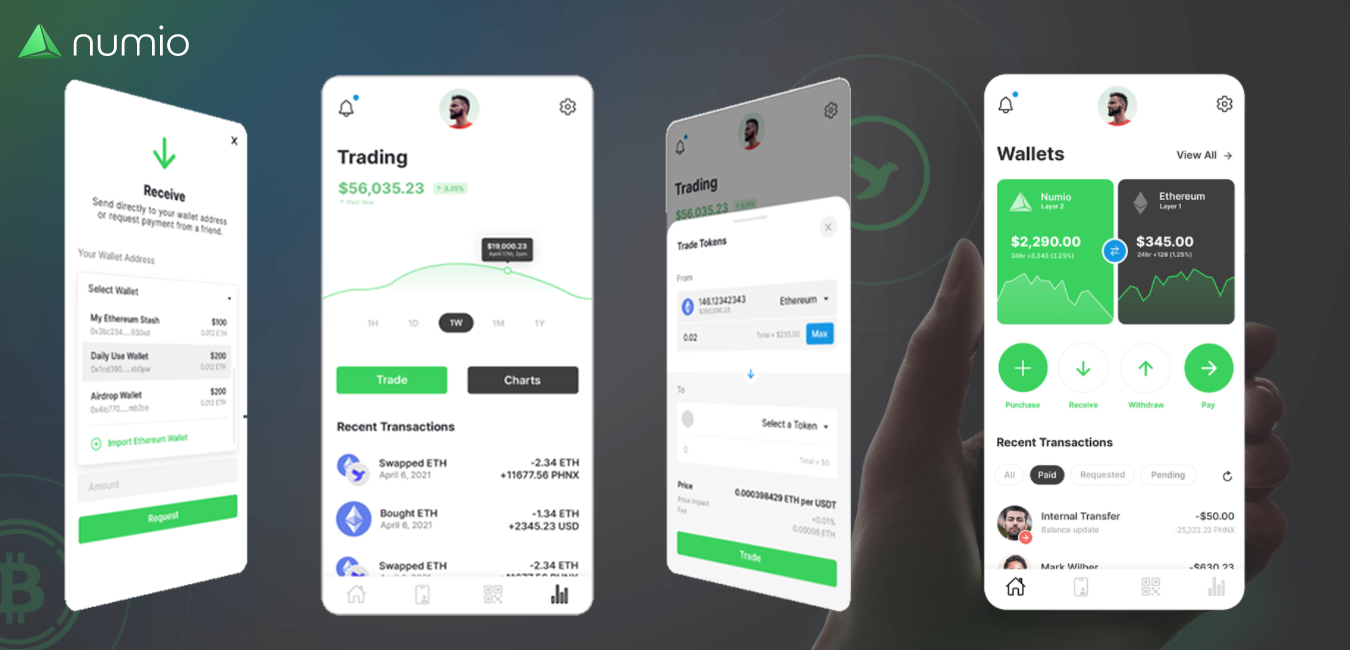 numio
X
Receive
Send directly to your wallet address
or request payment from a friend.
Your Wallet Address
Select Wallet
My Ethereum Stash $100
0x3bc234....930xd 0.012 ETH
Daily Use Wallet $200
0x1cd390....xb0pw 0.012 ETH
Airdrop Wallet $200
0x4io770....mb2ce 0.012 ETH
Import Ethereum Wallet
Amount
Request
Trading
$56,035.23 ↑ 3.25%
↑ Past Year
$19,000.23
April 17th, 2pm
1H 1D 1W 1M 1Y
Trade Charts
Recent Transactions
Swapped ETH -2.34 ETH
April 6, 2021 +11677.56 PHNX
Bought ETH -1.34 ETH
April 6, 2021 +2345.23 USD
Swapped ETH -2.34 ETH
Trading
$56,035.23
Trade Tokens
From
146.12342343 Ethereum
0.02 Total = $235.00 Max
To
Select a Token
0 Total = $0
Price 0.000398429 ETH per USDT
Price Impact <0.01%
Fee 0.00006 ETH
Trade
Wallets View All →
Numio
Layer 2
$2,290.00
24hr +3,345 (3.25%)
Ethereum
Layer 1
$345.00
24hr +126 (1.25%)
Purchase Receive Withdraw Pay
Recent Transactions
All Paid Requested Pending
Internal Transfer -$50.00
Balance update -25,223.23 PHNX
Mark Wilber -$630.23